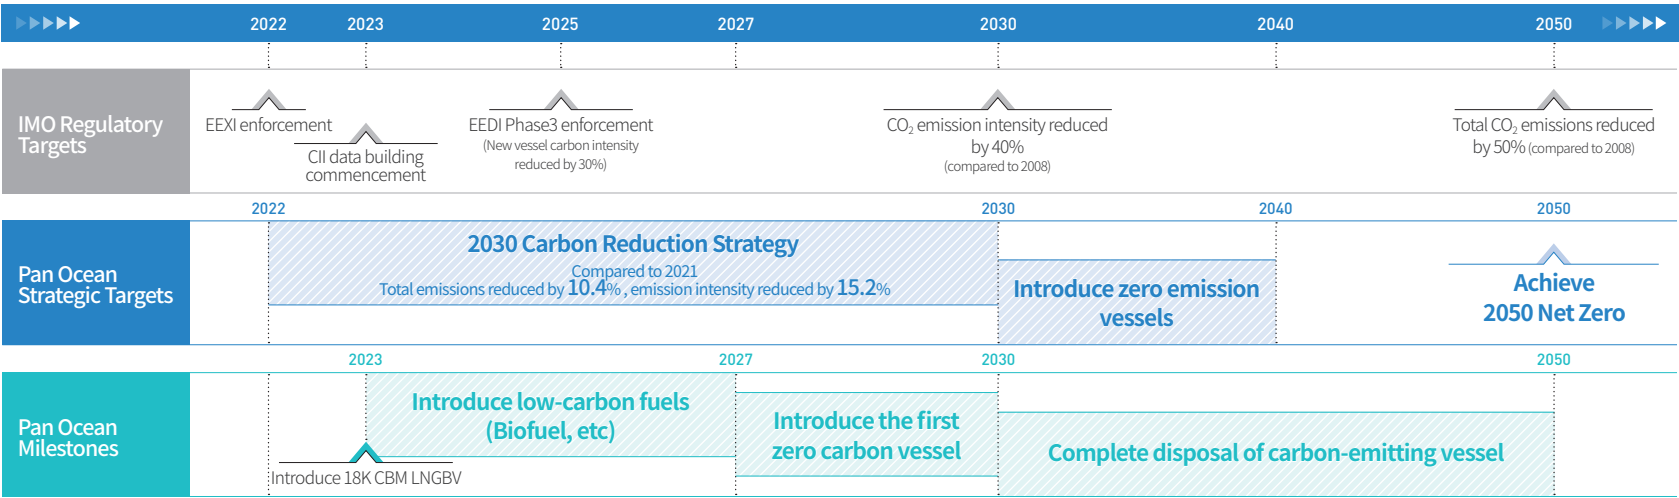 2022 2023 2025 2027 2030 2040 2050
IMO Regulatory
Targets
EEXI enforcement
CII data building
commencement
EEDI Phase3 enforcement
(New vessel carbon intensity
reduced by 30%)
CO₂ emission intensity reduced
by 40%
(compared to 2008)
Total CO₂ emissions reduced
by 50% (compared to 2008)
2022 2030 2040 2050
Pan Ocean
Strategic Targets
2030 Carbon Reduction Strategy
Compared to 2021
Total emissions reduced by 10.4% , emission intensity reduced by 15.2%
Introduce zero emission
vessels
Achieve
2050 Net Zero
2023 2027 2030 2050
Pan Ocean
Milestones
Introduce low-carbon fuels
(Biofuel, etc)
Introduce 18K CBM LNGBV
Introduce the first
zero carbon vessel
Complete disposal of carbon-emitting vessel